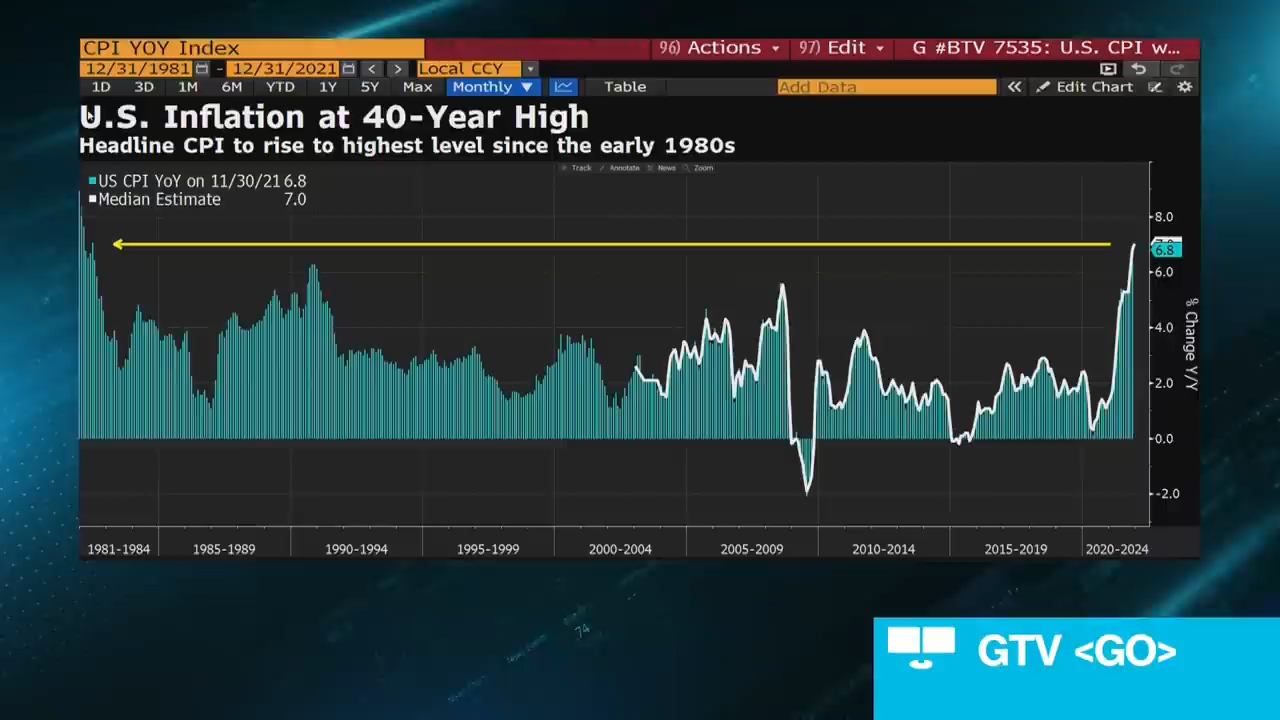 CPI YOY Index
96) Actions
97) Edit
G #BTV 7535: U.S. CPI w...
12/31/1981 - 12/31/2021 < > Local CCY
1D 3D 1M 6M YTD 1Y 5Y Max Monthly Table Add Data « Edit Chart
U.S. Inflation at 40-Year High
Headline CPI to rise to highest level since the early 1980s
Track Annotate News Zoom
US CPI YoY on 11/30/21 6.8
Median Estimate 7.0
8.0
6.8
6.0
4.0
2.0
0.0
-2.0
% Change Y/Y
1981-1984 1985-1989 1990-1994 1995-1999 2000-2004 2005-2009 2010-2014 2015-2019 2020-2024
74
GTV <GO>